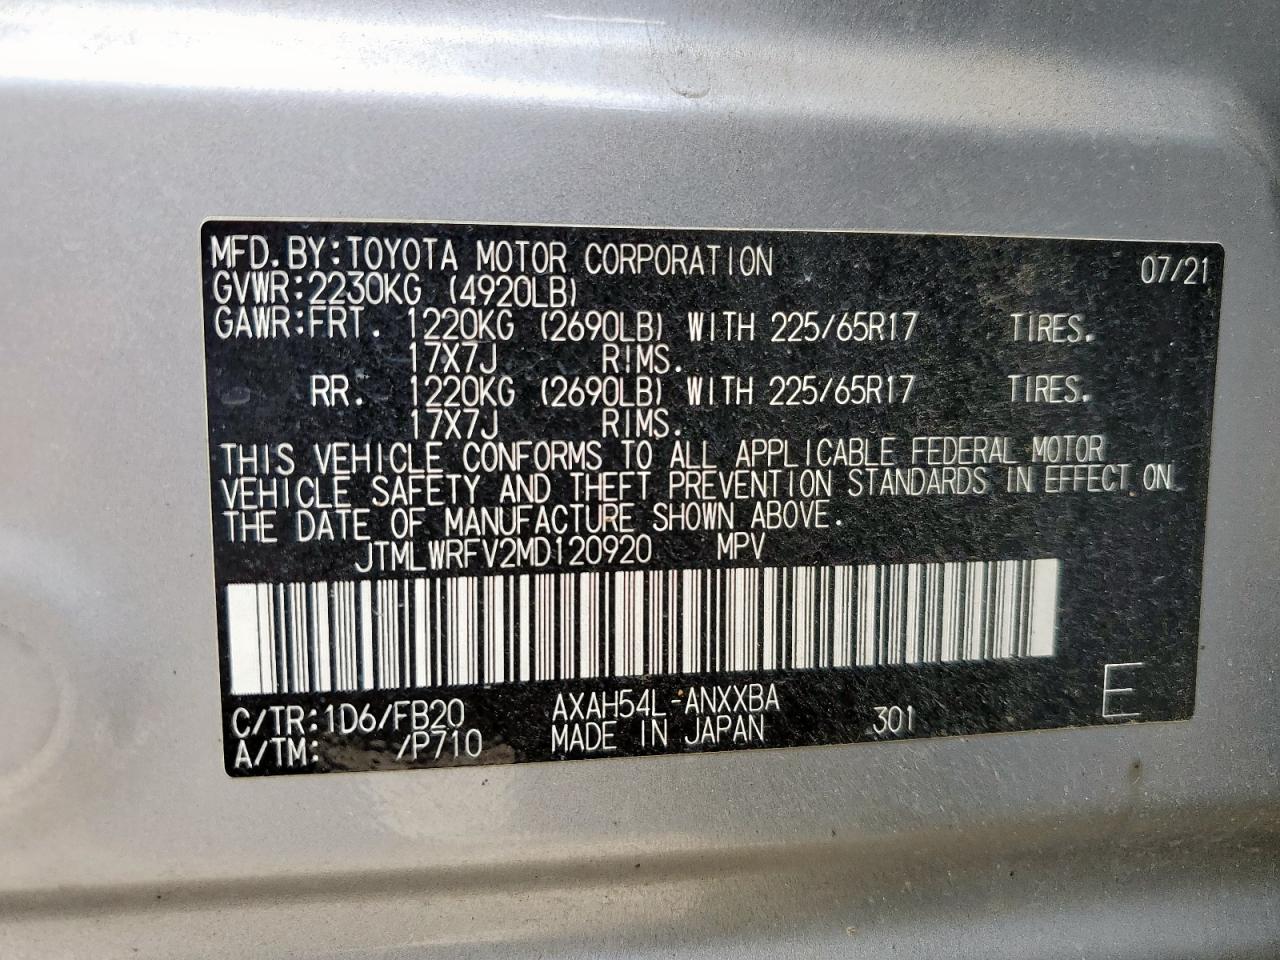 MFD. BY: TOYOTA MOTOR CORPORATION 07/21
GVWR: 2230KG (4920LB)
GAWR: FRT. 1220KG (2690LB) WITH 225/65R17 TIRES.
17X7J RIMS.
RR. 1220KG (2690LB) WITH 225/65R17 TIRES.
17X7J RIMS.
THIS VEHICLE CONFORMS TO ALL APPLICABLE FEDERAL MOTOR
VEHICLE SAFETY AND THEFT PREVENTION STANDARDS IN EFFECT ON
THE DATE OF MANUFACTURE SHOWN ABOVE.
JTMLWRFV2MD120920 MPV
C/TR: 1D6/FB20 AXAH54L-ANXXBA E
A/TM: /P710 MADE IN JAPAN 301